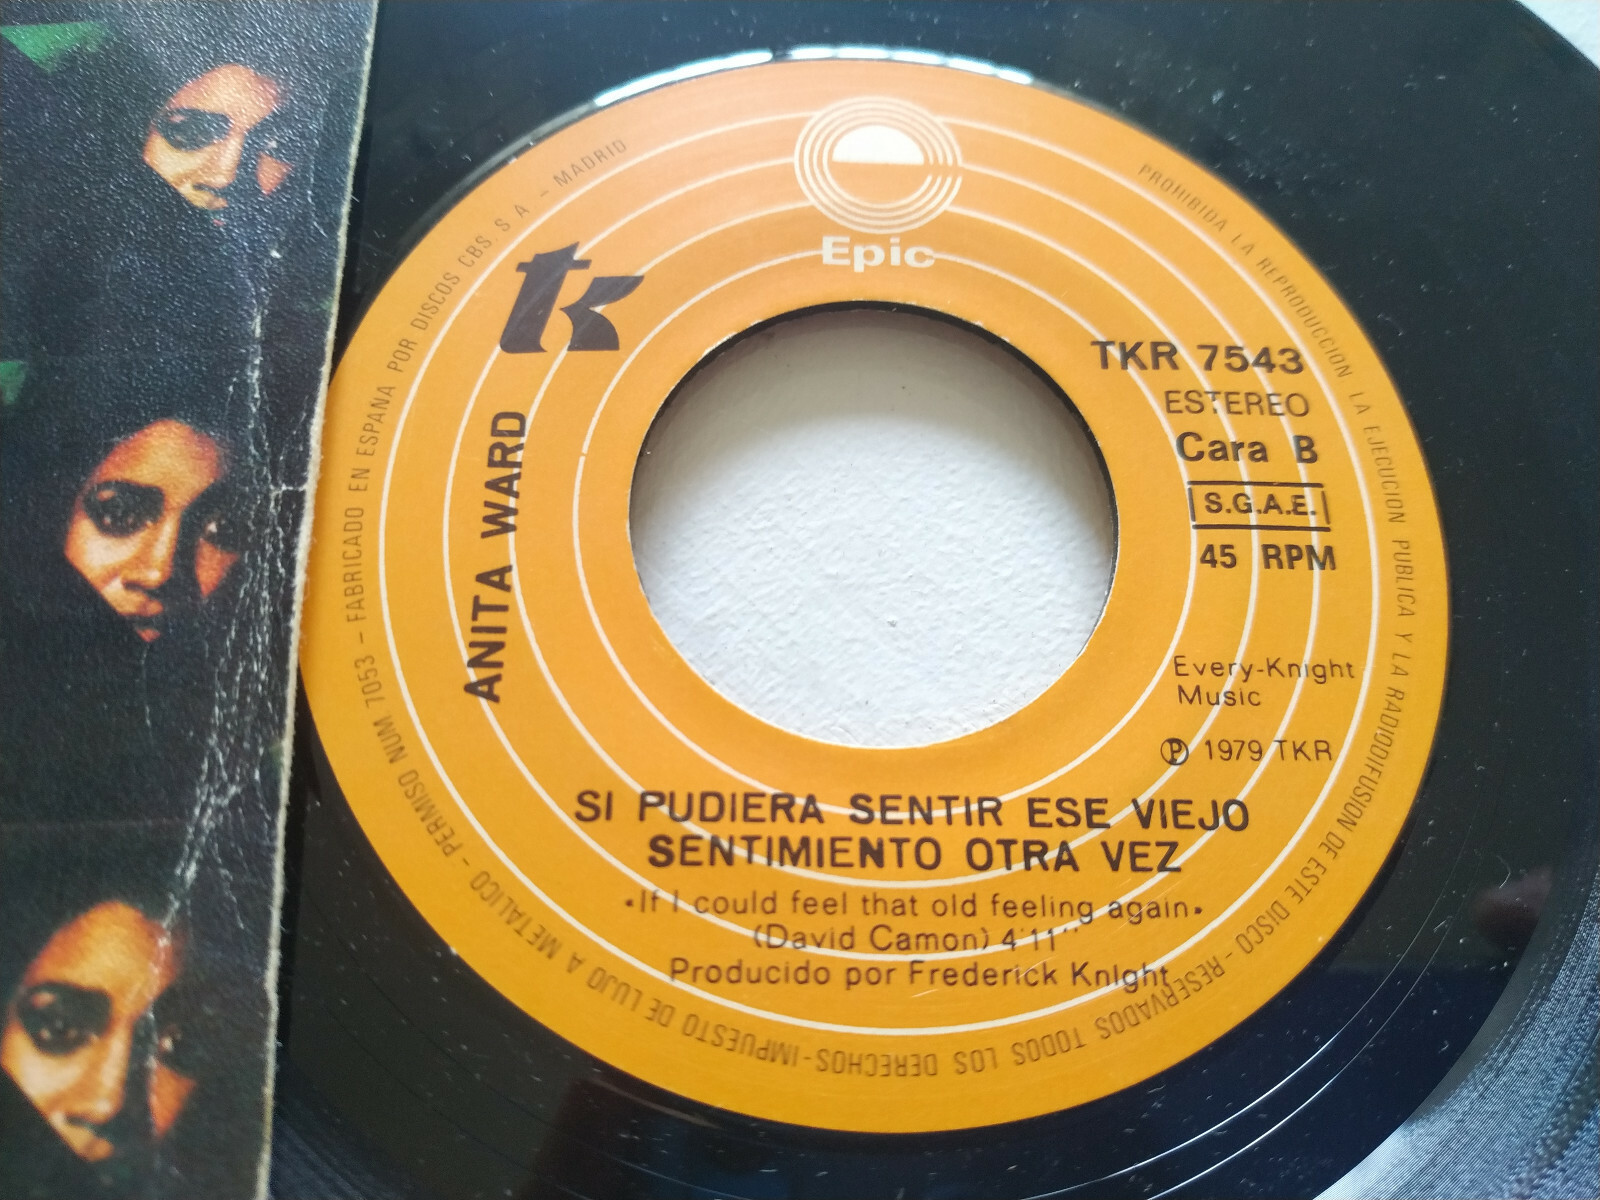 Epic
tk
ANITA WARD
TKR 7543
ESTEREO
Cara B
S.G.A.E.
45 RPM
Every-Knight
Music
Ⓟ 1979 TKR
SI PUDIERA SENTIR ESE VIEJO
SENTIMIENTO OTRA VEZ
«If I could feel that old feeling again»
(David Camon) 4'11''
Producido por Frederick Knight
PROHIBIDA LA REPRODUCCION LA EJECUCION PUBLICA Y LA RADIODIFUSION DE ESTE DISCO - RESERVADOS TODOS LOS DERECHOS - IMPUESTO DE LUJO A METALICO - PERMISO NUM 7053 - FABRICADO EN ESPAÑA POR DISCOS CBS. S A - MADRID